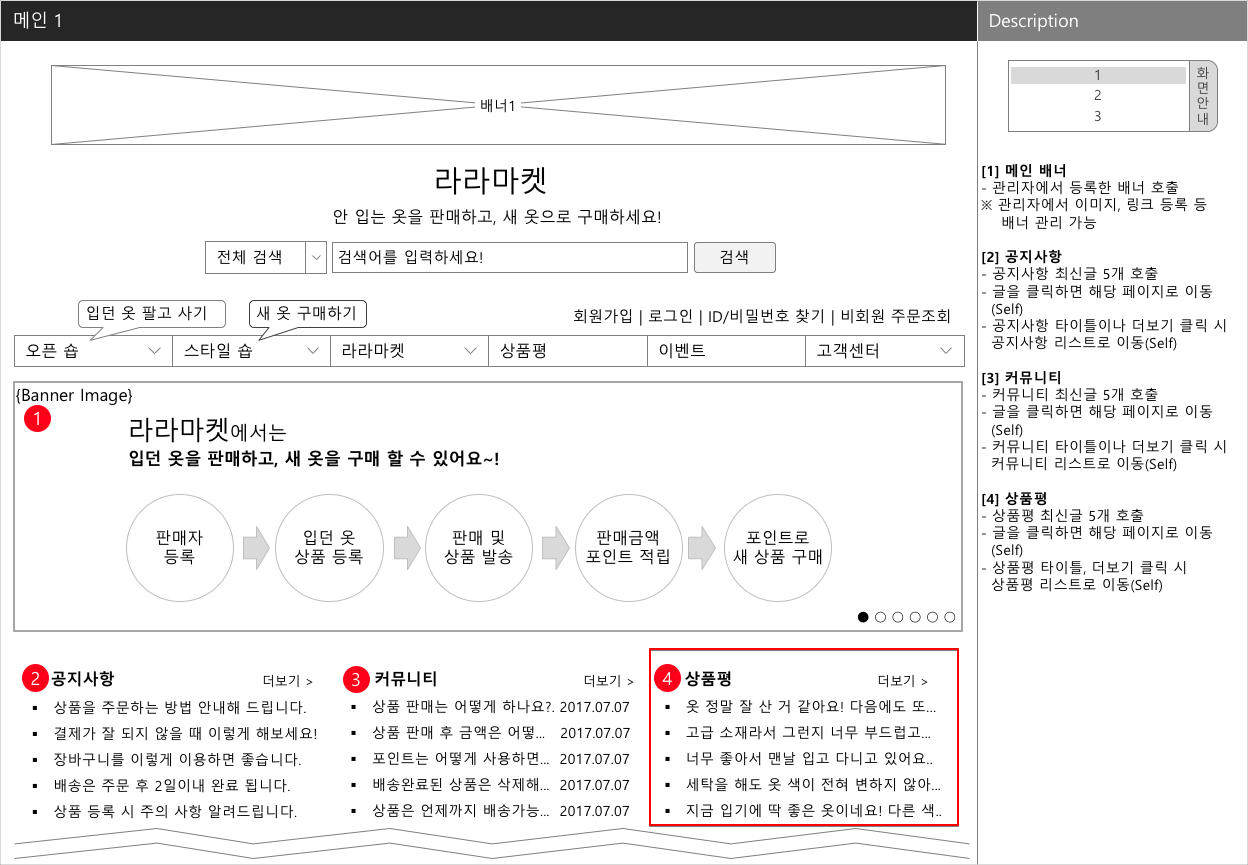 메인 1
Description
배너1
라라마켓
안 입는 옷을 판매하고, 새 옷으로 구매하세요!
전체 검색
검색어를 입력하세요!
검색
입던 옷 팔고 사기
새 옷 구매하기
회원가입 | 로그인 | ID/비밀번호 찾기 | 비회원 주문조회
오픈 숍
스타일 숍
라라마켓
상품평
이벤트
고객센터
{Banner Image}
1
라라마켓에서는
입던 옷을 판매하고, 새 옷을 구매 할 수 있어요~!
판매자
등록
입던 옷
상품 등록
판매 및
상품 발송
판매금액
포인트 적립
포인트로
새 상품 구매
2 공지사항
더보기 >
▪ 상품을 주문하는 방법 안내해 드립니다.
▪ 결제가 잘 되지 않을 때 이렇게 해보세요!
▪ 장바구니를 이렇게 이용하면 좋습니다.
▪ 배송은 주문 후 2일이내 완료 됩니다.
▪ 상품 등록 시 주의 사항 알려드립니다.
3 커뮤니티
더보기 >
▪ 상품 판매는 어떻게 하나요?. 2017.07.07
▪ 상품 판매 후 금액은 어떻... 2017.07.07
▪ 포인트는 어떻게 사용하면... 2017.07.07
▪ 배송완료된 상품은 삭제해... 2017.07.07
▪ 상품은 언제까지 배송가능... 2017.07.07
4 상품평
더보기 >
▪ 옷 정말 잘 산 거 같아요! 다음에도 또...
▪ 고급 소재라서 그런지 너무 부드럽고...
▪ 너무 좋아서 맨날 입고 다니고 있어요..
▪ 세탁을 해도 옷 색이 전혀 변하지 않아...
▪ 지금 입기에 딱 좋은 옷이네요! 다른 색..
1
2
3
화
면
안
내
[1] 메인 배너
- 관리자에서 등록한 배너 호출
※ 관리자에서 이미지, 링크 등록 등
배너 관리 가능
[2] 공지사항
- 공지사항 최신글 5개 호출
- 글을 클릭하면 해당 페이지로 이동
(Self)
- 공지사항 타이틀이나 더보기 클릭 시
공지사항 리스트로 이동(Self)
[3] 커뮤니티
- 커뮤니티 최신글 5개 호출
- 글을 클릭하면 해당 페이지로 이동
(Self)
- 커뮤니티 타이틀이나 더보기 클릭 시
커뮤니티 리스트로 이동(Self)
[4] 상품평
- 상품평 최신글 5개 호출
- 글을 클릭하면 해당 페이지로 이동
(Self)
- 상품평 타이틀, 더보기 클릭 시
상품평 리스트로 이동(Self)